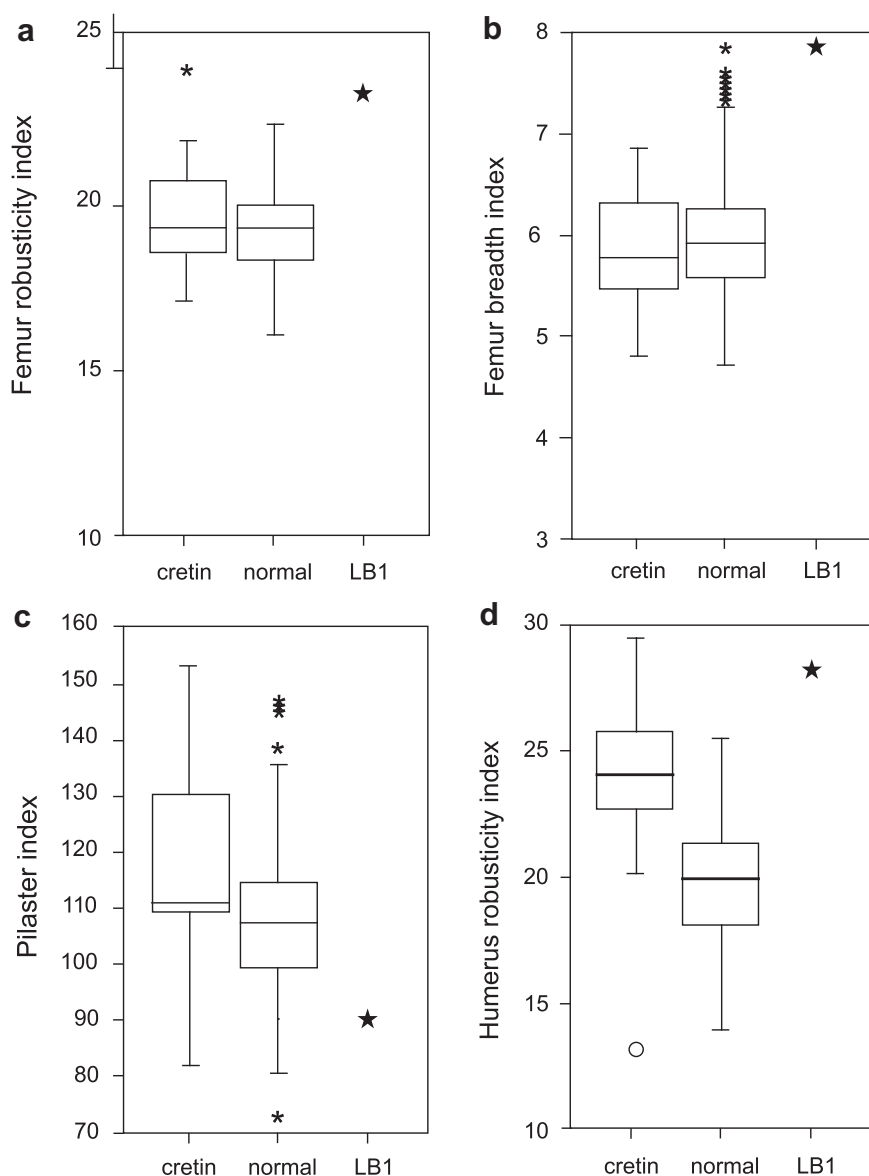 a
Femur robusticity index
25
20
15
10
cretin normal LB1
b
Femur breadth index
8
7
6
5
4
3
cretin normal LB1
c
Pilaster index
160
150
140
130
120
110
100
90
80
70
cretin normal LB1
d
Humerus robusticity index
30
25
20
15
10
cretin normal LB1